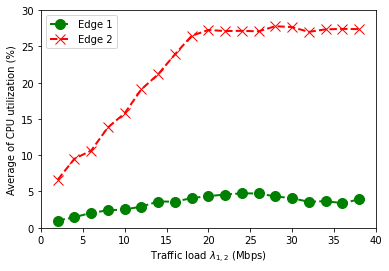 Edge 1
Edge 2
30
25
20
15
10
5
0
Average of CPU utilization (%)
0 5 10 15 20 25 30 35 40
Traffic load λ1,2 (Mbps)